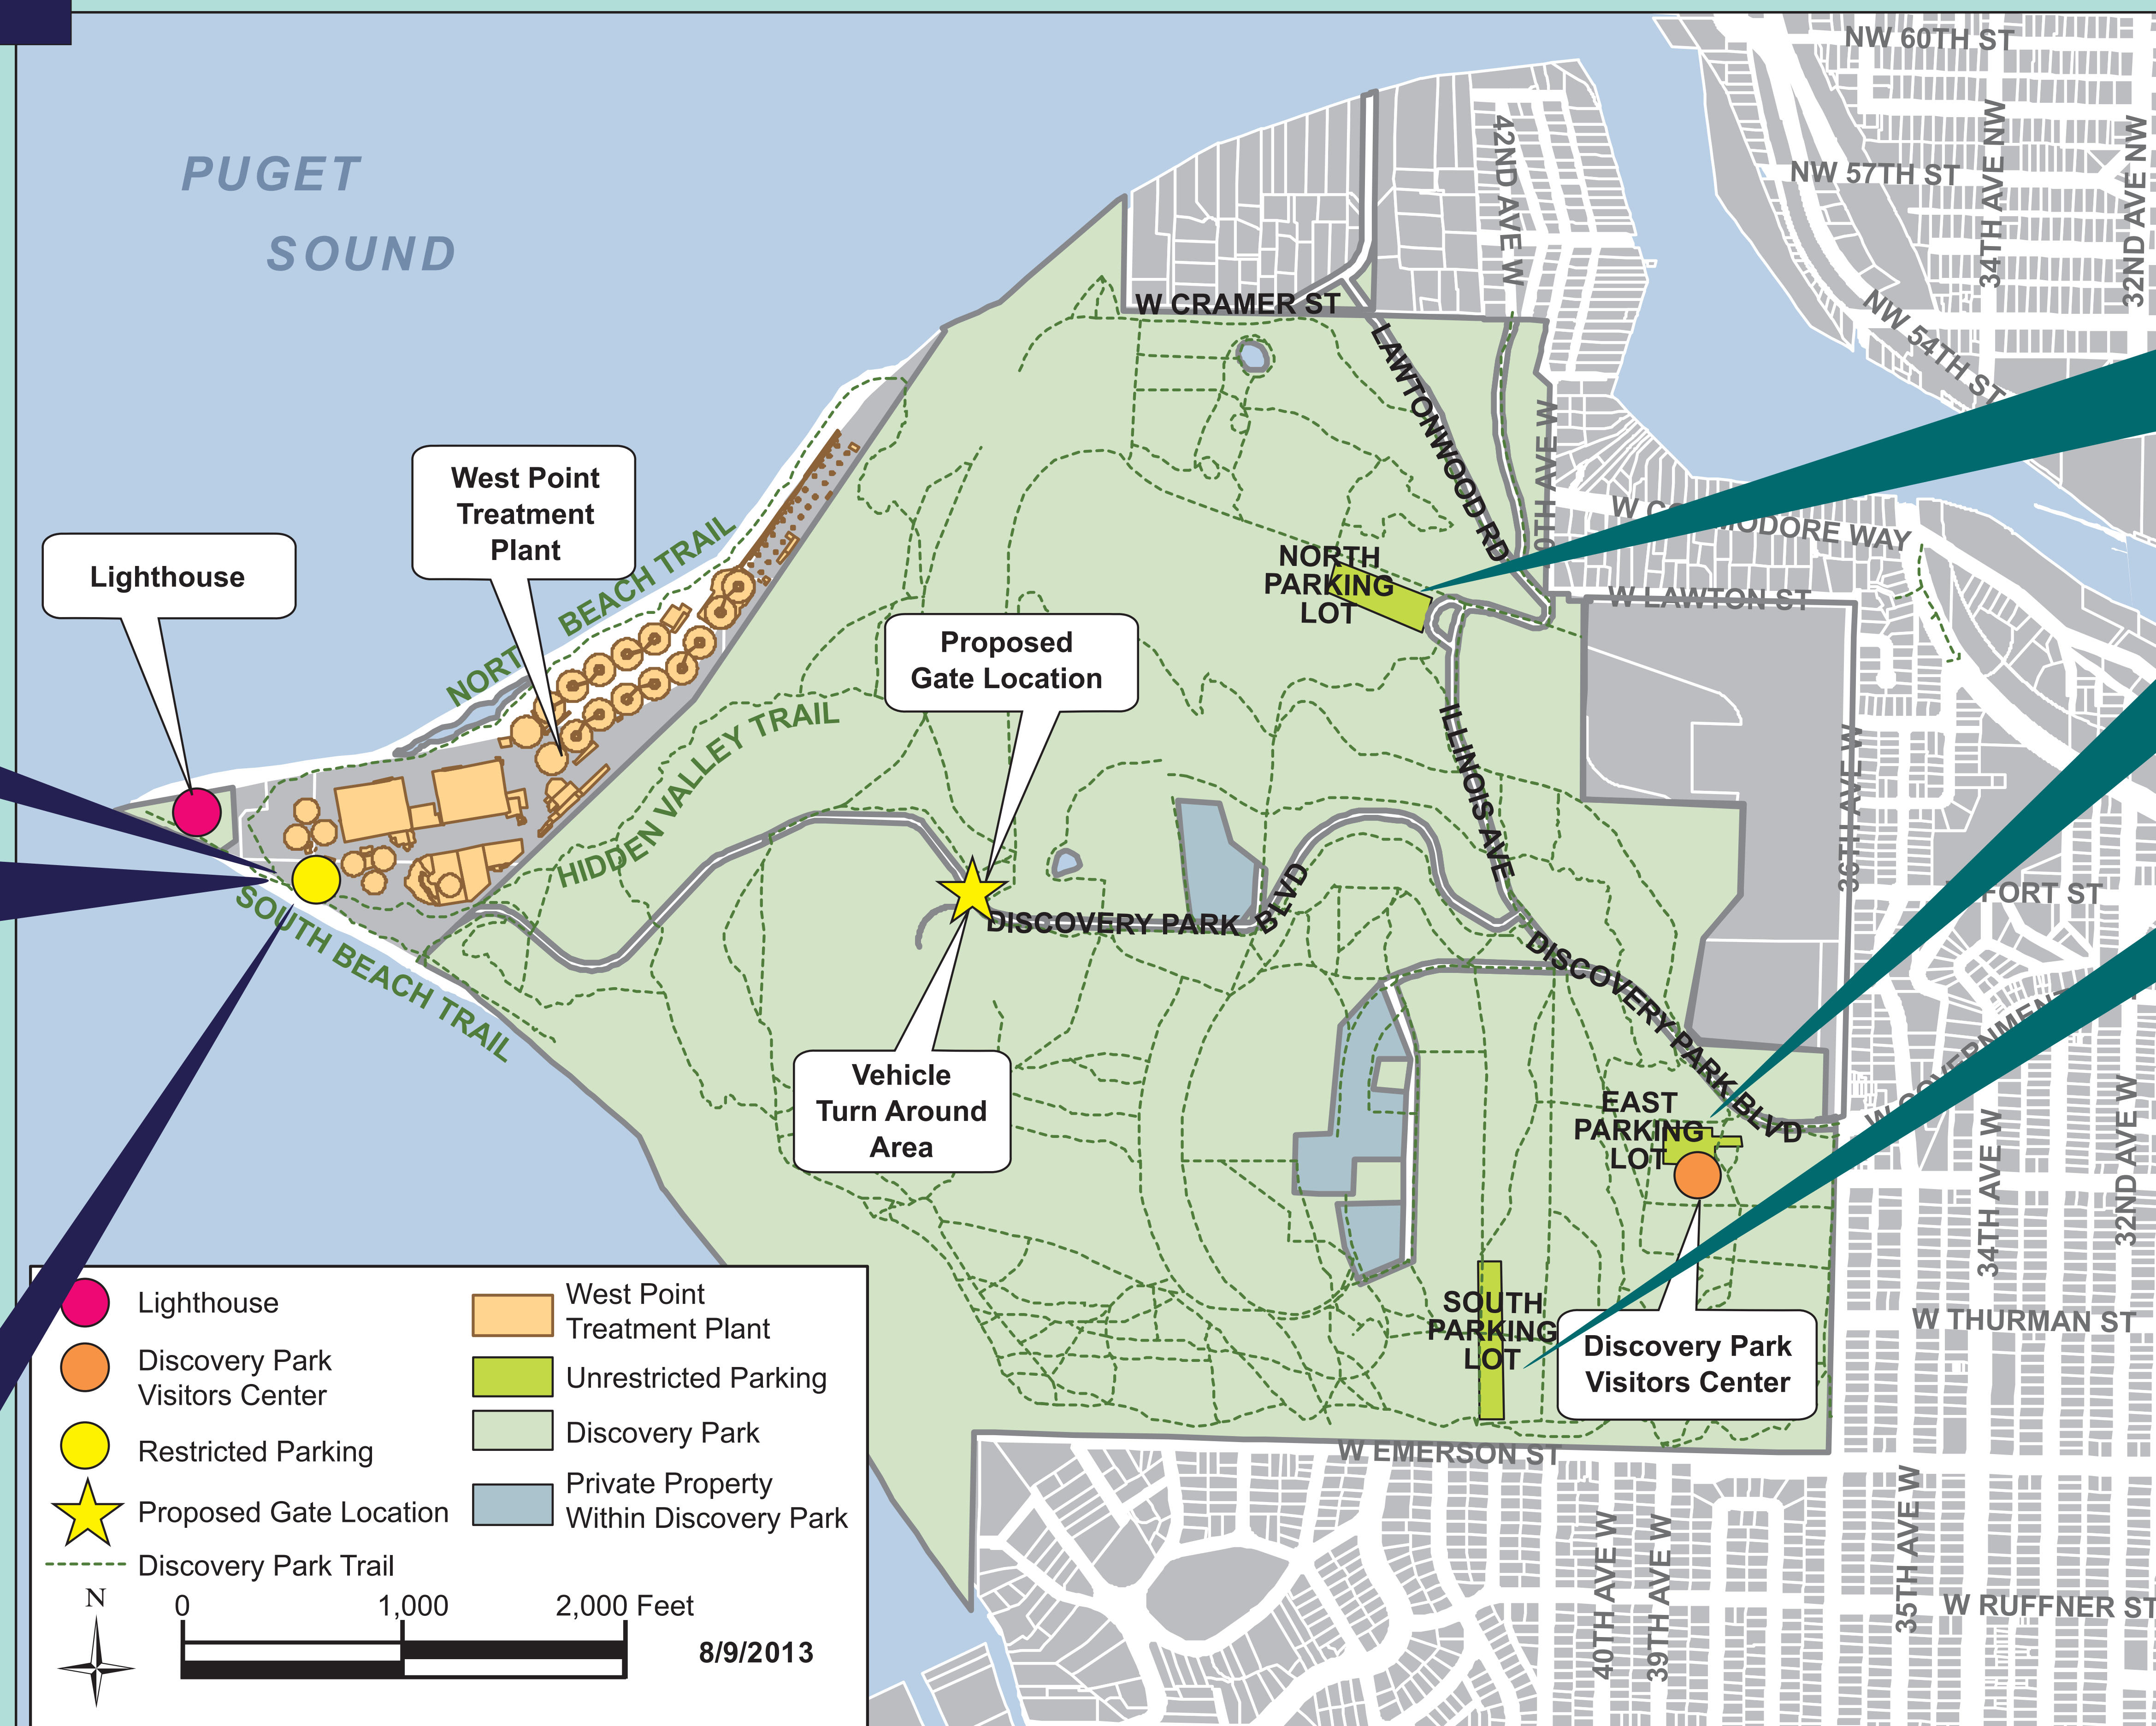 PUGET
SOUND
NW 60TH ST
NW 57TH ST
34TH AVE NW
32ND AVE NW
NW 54TH ST
42ND AVE W
W CRAMER ST
LAWTONWOOD RD
W COMMODORE WAY
W LAWTON ST
36TH AVE W
W FORT ST
34TH AVE W
32ND AVE W
W THURMAN ST
35TH AVE W
W RUFFNER ST
40TH AVE W
39TH AVE W
W EMERSON ST
Lighthouse
West Point
Treatment
Plant
NORTH BEACH TRAIL
HIDDEN VALLEY TRAIL
SOUTH BEACH TRAIL
Proposed
Gate Location
NORTH
PARKING
LOT
ILLINOIS AVE
DISCOVERY PARK BLVD
DISCOVERY PARK BLVD
Vehicle
Turn Around
Area
EAST
PARKING
LOT
SOUTH
PARKING
LOT
Discovery Park
Visitors Center
Lighthouse
Discovery Park
Visitors Center
Restricted Parking
Proposed Gate Location
Discovery Park Trail
West Point
Treatment Plant
Unrestricted Parking
Discovery Park
Private Property
Within Discovery Park
N
0 1,000 2,000 Feet
8/9/2013